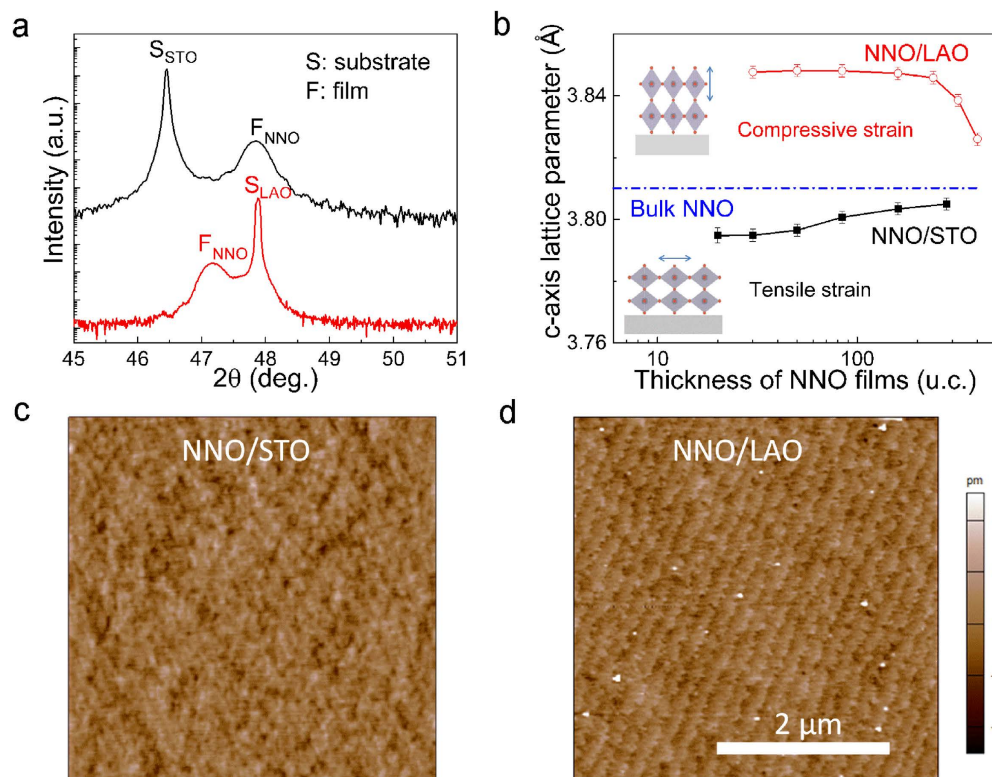 a
S_STO
S: substrate
F: film
F_NNO
S_LAO
F_NNO
Intensity (a.u.)
45 46 47 48 49 50 51
2θ (deg.)
b
NNO/LAO
3.84
Compressive strain
Bulk NNO
3.80
NNO/STO
Tensile strain
3.76
c-axis lattice parameter (Å)
10 100
Thickness of NNO films (u.c.)
c
NNO/STO
d
NNO/LAO
2 μm
pm